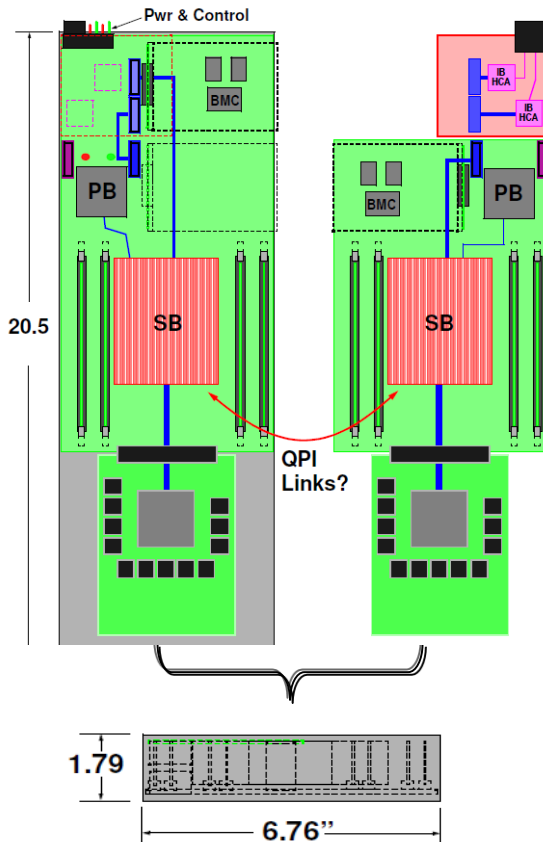 Pwr & Control
BMC
IB
HCA
IB
HCA
PB
BMC
PB
20.5
SB
SB
QPI
Links?
1.79
6.76”